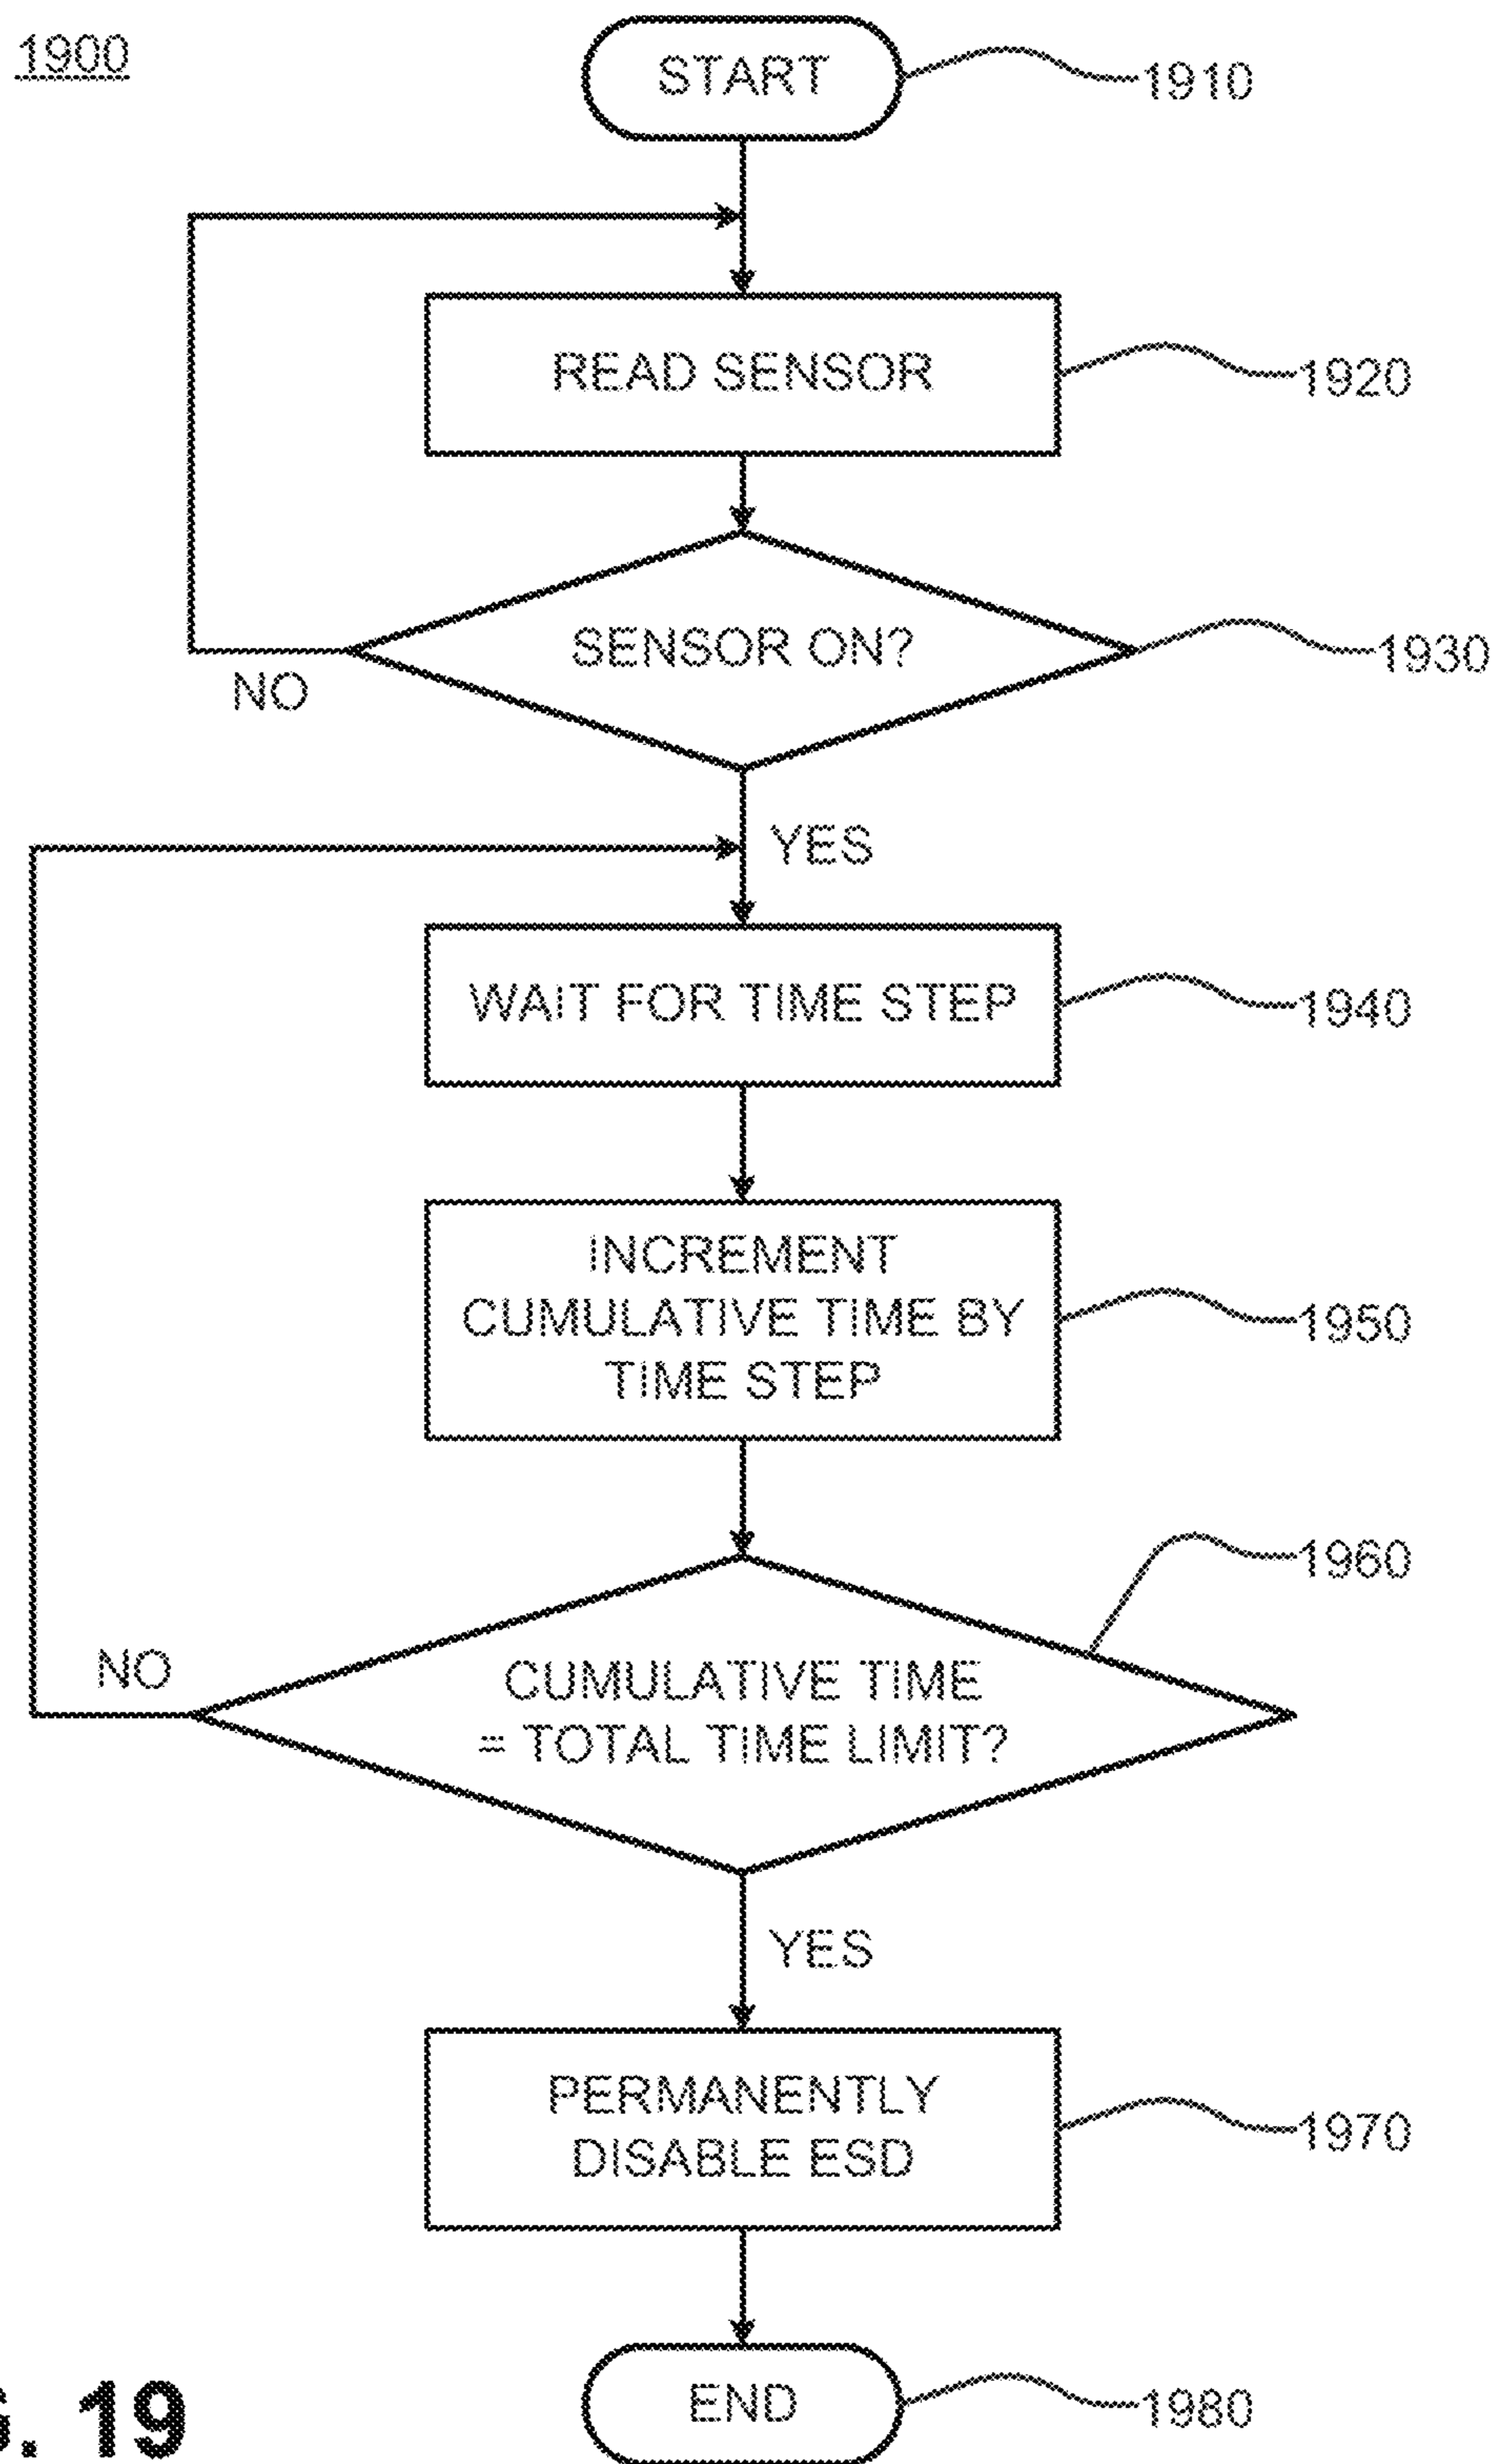 1900
START
1910
READ SENSOR
1920
SENSOR ON?
1930
NO
YES
WAIT FOR TIME STEP
1940
INCREMENT
CUMULATIVE TIME BY
TIME STEP
1950
1960
CUMULATIVE TIME
= TOTAL TIME LIMIT?
NO
YES
PERMANENTLY
DISABLE ESD
1970
END
1980
. 19